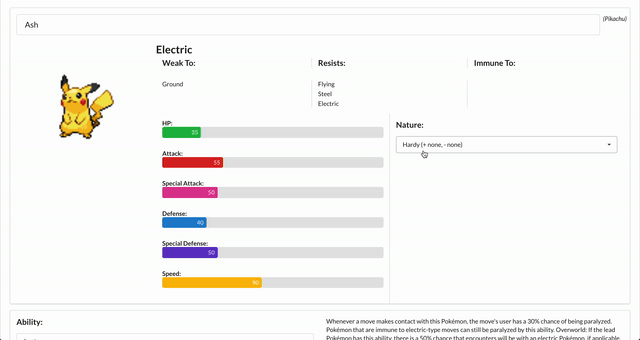 Ash
(Pikachu)
Electric
Weak To: Resists: Immune To:
Ground
Flying
Steel
Electric
HP:
35
Nature:
Hardy (+ none, - none)
Attack:
55
Special Attack:
50
Defense:
40
Special Defense:
50
Speed:
90
Ability:
Whenever a move makes contact with this Pokémon, the move's user has a 30% chance of being paralyzed.
Pokémon that are immune to electric-type moves can still be paralyzed by this ability. Overworld: If the lead
Pokémon has this ability, there is a 50% chance that encounters will be with an electric Pokémon, if applicable.